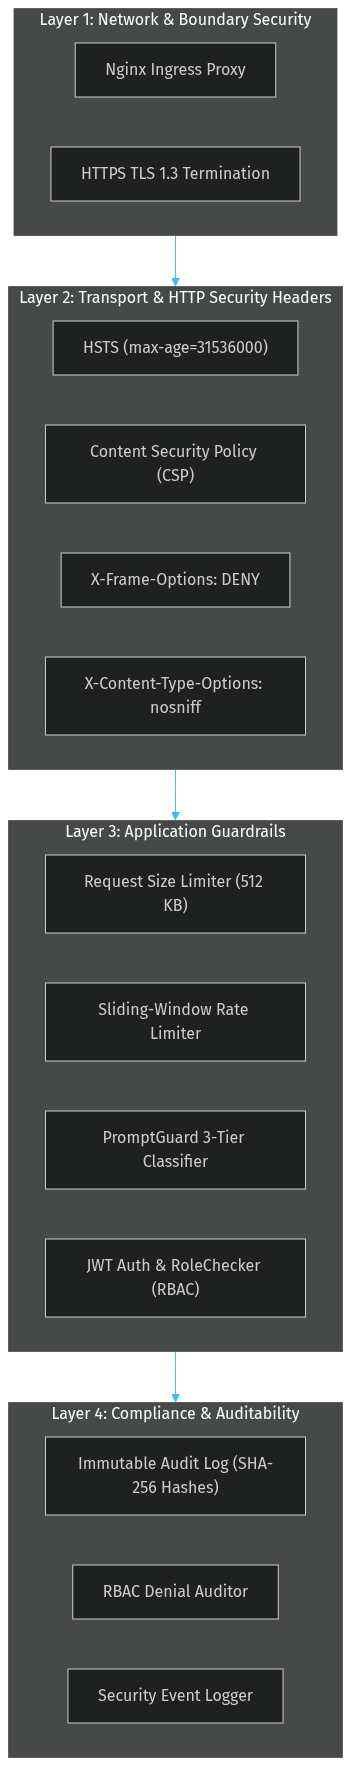 Layer 1: Network & Boundary Security
Nginx Ingress Proxy
HTTPS TLS 1.3 Termination
Layer 2: Transport & HTTP Security Headers
HSTS (max-age=31536000)
Content Security Policy
(CSP)
X-Frame-Options: DENY
X-Content-Type-Options:
nosniff
Layer 3: Application Guardrails
Request Size Limiter (512
KB)
Sliding-Window Rate
Limiter
PromptGuard 3-Tier
Classifier
JWT Auth & RoleChecker
(RBAC)
Layer 4: Compliance & Auditability
Immutable Audit Log (SHA-
256 Hashes)
RBAC Denial Auditor
Security Event Logger